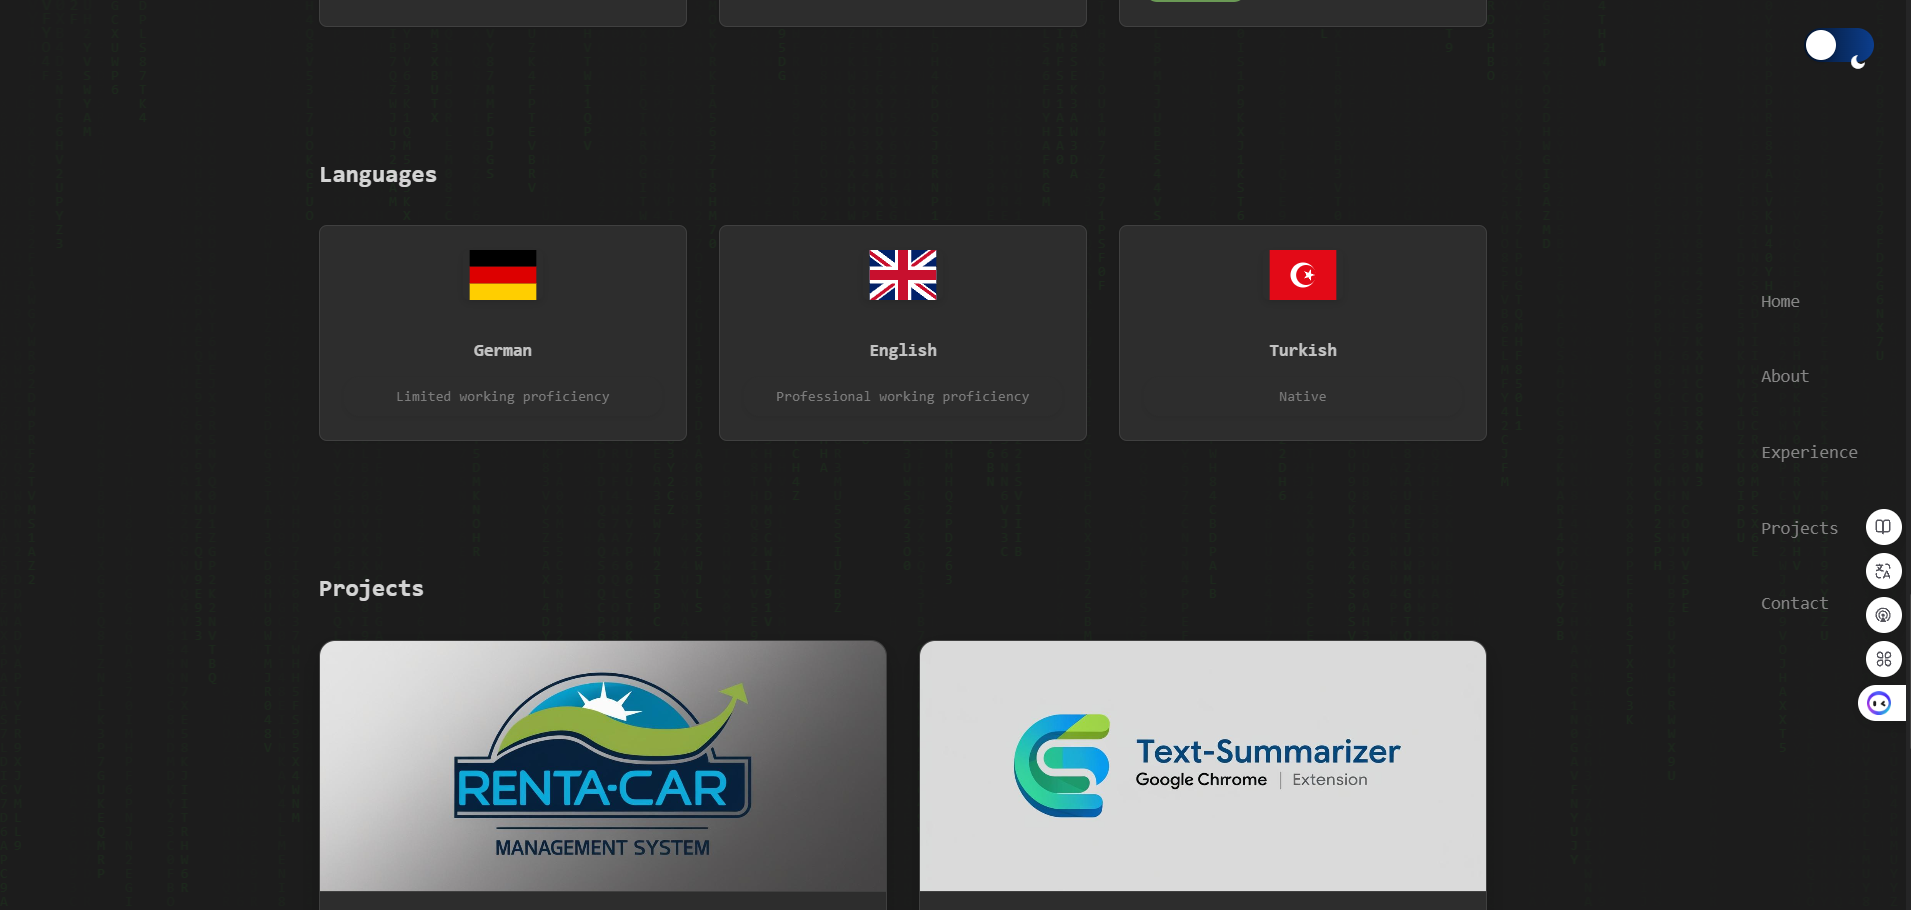 Languages
German
Limited working proficiency
English
Professional working proficiency
Turkish
Native
Home
About
Experience
Projects
Contact
Projects
RENTA-CAR
MANAGEMENT SYSTEM
Text-Summarizer
Google Chrrome | Extension